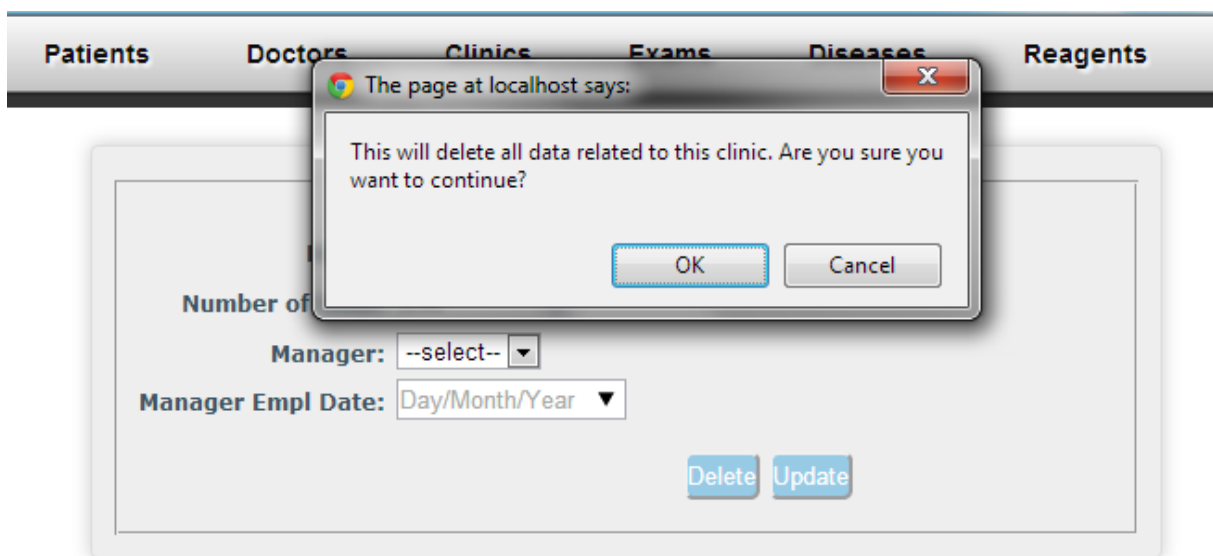 Patients Doctors Clinics Exams Diseases Reagents
The page at localhost says:
This will delete all data related to this clinic. Are you sure you
want to continue?
OK Cancel
Number of
Manager: --select--
Manager Empl Date: Day/Month/Year
Delete Update